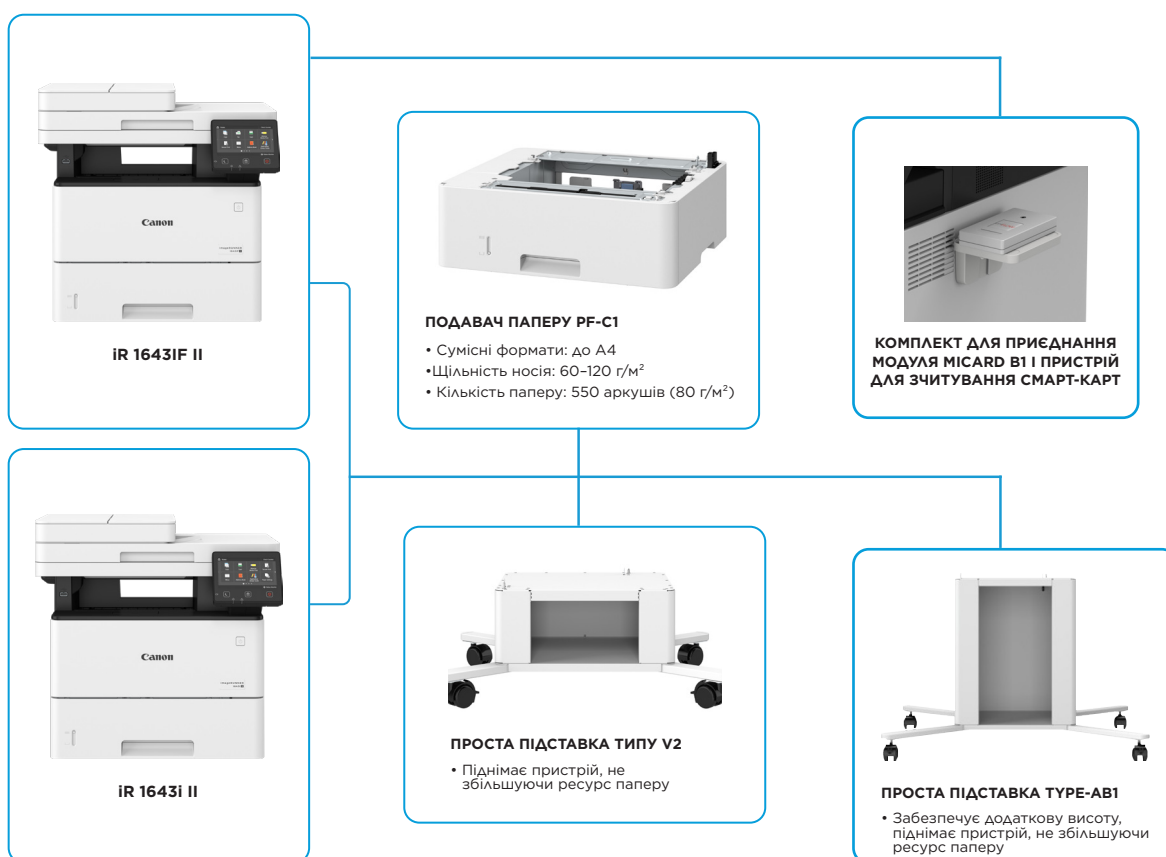 Canon
iR 1643IF II
ПОДАВАЧ ПАПЕРУ PF-C1
• Сумісні формати: до A4
•Щільність носія: 60–120 г/м²
• Кількість паперу: 550 аркушів (80 г/м²)
КОМПЛЕКТ ДЛЯ ПРИЄДНАННЯ
МОДУЛЯ MICARD B1 І ПРИСТРІЙ
ДЛЯ ЗЧИТУВАННЯ СМАРТ-КАРТ
Canon
iR 1643i II
ПРОСТА ПІДСТАВКА ТИПУ V2
• Піднімає пристрій, не
збільшуючи ресурс паперу
ПРОСТА ПІДСТАВКА TYPE-AB1
• Забезпечує додаткову висоту,
піднімає пристрій, не збільшуючи
ресурс паперу